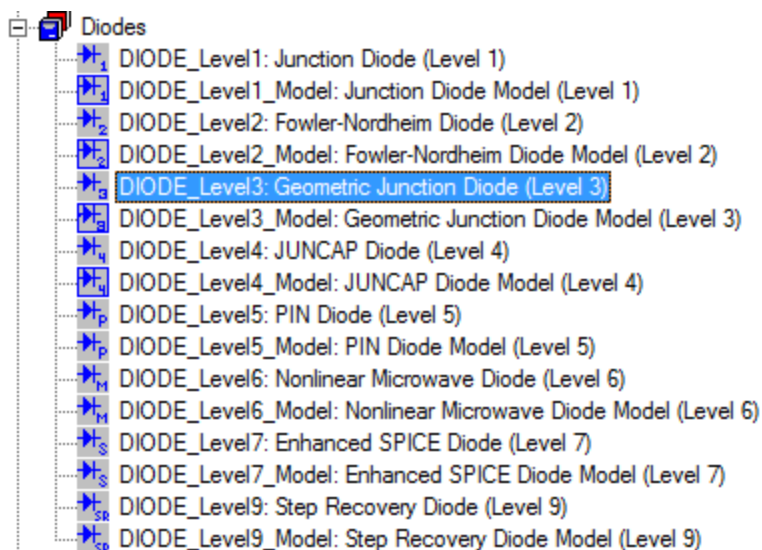 Diodes
DIODE_Level1: Junction Diode (Level 1)
DIODE_Level1_Model: Junction Diode Model (Level 1)
DIODE_Level2: Fowler-Nordheim Diode (Level 2)
DIODE_Level2_Model: Fowler-Nordheim Diode Model (Level 2)
DIODE_Level3: Geometric Junction Diode (Level 3)
DIODE_Level3_Model: Geometric Junction Diode Model (Level 3)
DIODE_Level4: JUNCAP Diode (Level 4)
DIODE_Level4_Model: JUNCAP Diode Model (Level 4)
DIODE_Level5: PIN Diode (Level 5)
DIODE_Level5_Model: PIN Diode Model (Level 5)
DIODE_Level6: Nonlinear Microwave Diode (Level 6)
DIODE_Level6_Model: Nonlinear Microwave Diode Model (Level 6)
DIODE_Level7: Enhanced SPICE Diode (Level 7)
DIODE_Level7_Model: Enhanced SPICE Diode Model (Level 7)
DIODE_Level9: Step Recovery Diode (Level 9)
DIODE_Level9_Model: Step Recovery Diode Model (Level 9)